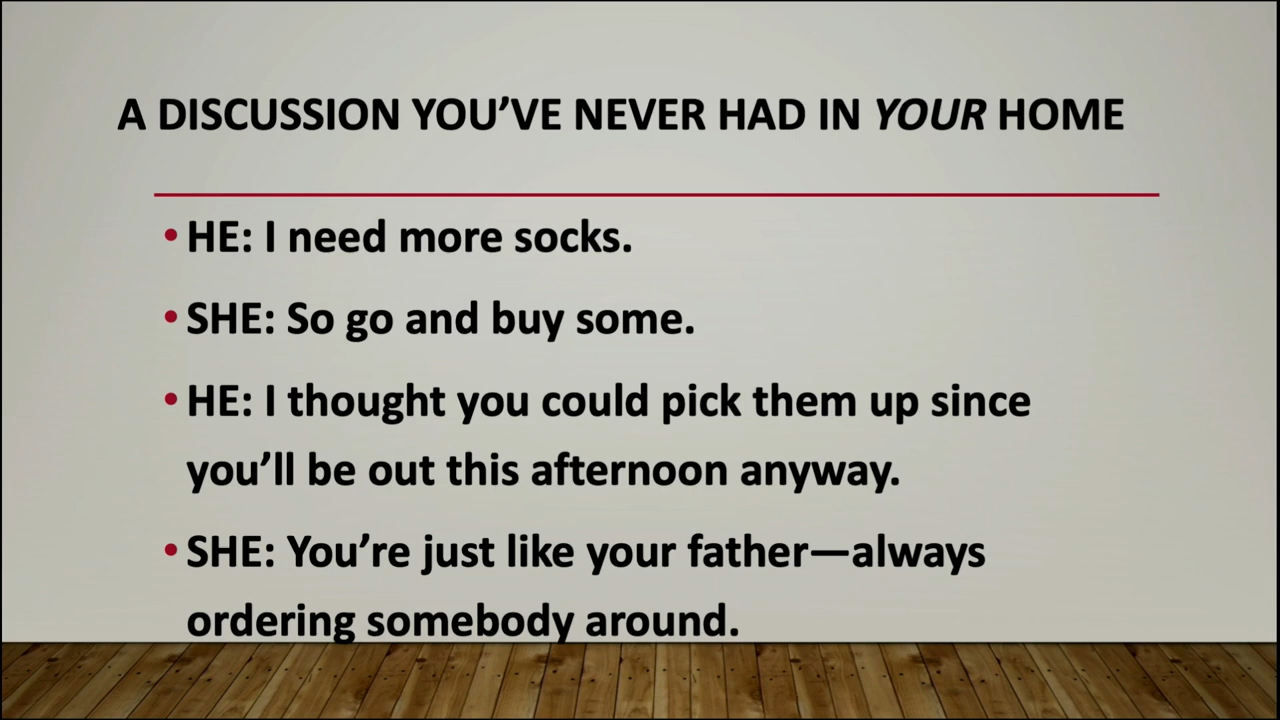 A DISCUSSION YOU’VE NEVER HAD IN YOUR HOME
• HE: I need more socks.
• SHE: So go and buy some.
• HE: I thought you could pick them up since
you’ll be out this afternoon anyway.
• SHE: You’re just like your father—always
ordering somebody around.